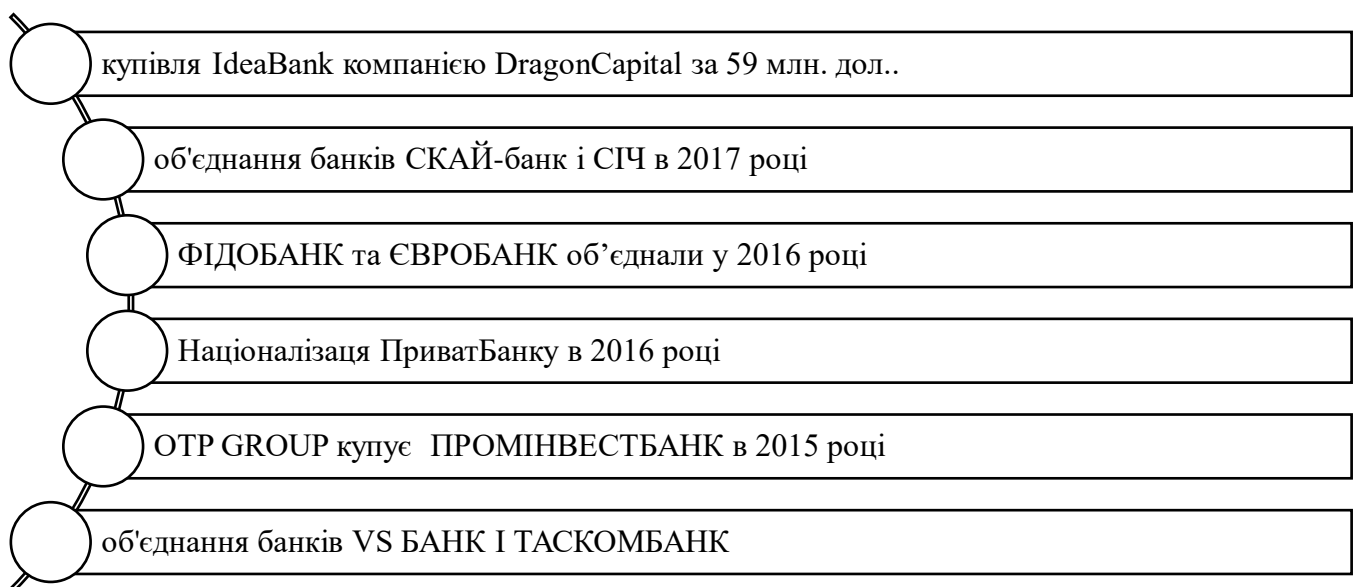 купівля IdeaBank компанією DragonCapital за 59 млн. дол..
об'єднання банків СКАЙ-банк і СІЧ в 2017 році
ФІДОБАНК та ЄВРОБАНК об’єднали у 2016 році
Націоналізаця ПриватБанку в 2016 році
OTP GROUP купує ПРОМІНВЕСТБАНК в 2015 році
об'єднання банків VS БАНК І ТАСКОМБАНК